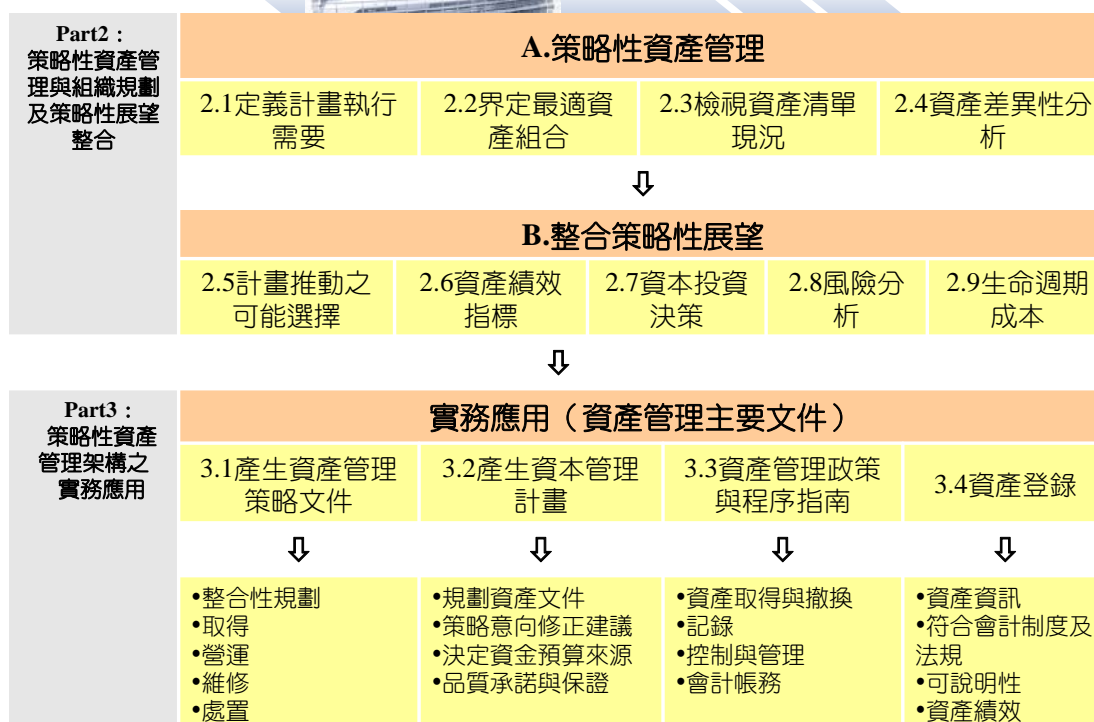 Part2：
策略性資產管
理與組織規劃
及策略性展望
整合
A.策略性資產管理
2.1定義計畫執行
需要
2.2界定最適資
產組合
2.3檢視資產清單
現況
2.4資產差異性分
析
⇩
B.整合策略性展望
2.5計畫推動之
可能選擇
2.6資產績效
指標
2.7資本投資
決策
2.8風險分
析
2.9生命週期
成本
⇩
Part3：
策略性資產
管理架構之
實務應用
實務應用（資產管理主要文件）
3.1產生資產管理
策略文件
3.2產生資本管理
計畫
3.3資產管理政策
與程序指南
3.4資產登錄
⇩ ⇩ ⇩ ⇩
•整合性規劃
•取得
•營運
•維修
•處置
•規劃資產文件
•策略意向修正建議
•決定資金預算來源
•品質承諾與保證
•資產取得與撤換
•記錄
•控制與管理
•會計帳務
•資產資訊
•符合會計制度及
法規
•可說明性
•資產績效